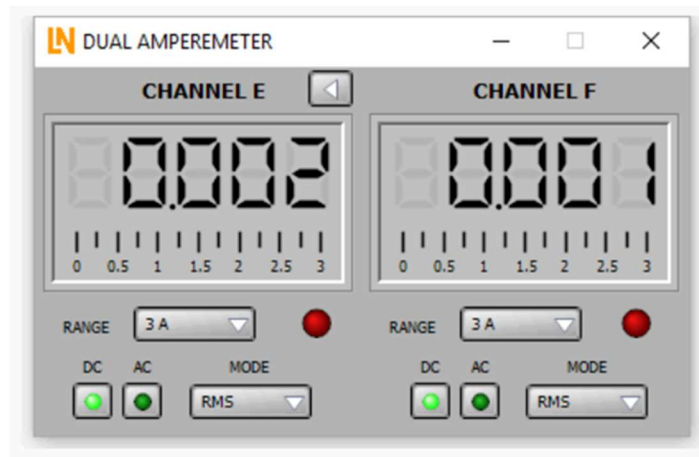 LN DUAL AMPEREMETER
CHANNEL E
CHANNEL F
0.002
0.001
0 0.5 1 1.5 2 2.5 3
0 0.5 1 1.5 2 2.5 3
RANGE 3 A
RANGE 3 A
DC AC MODE
DC AC MODE
RMS
RMS